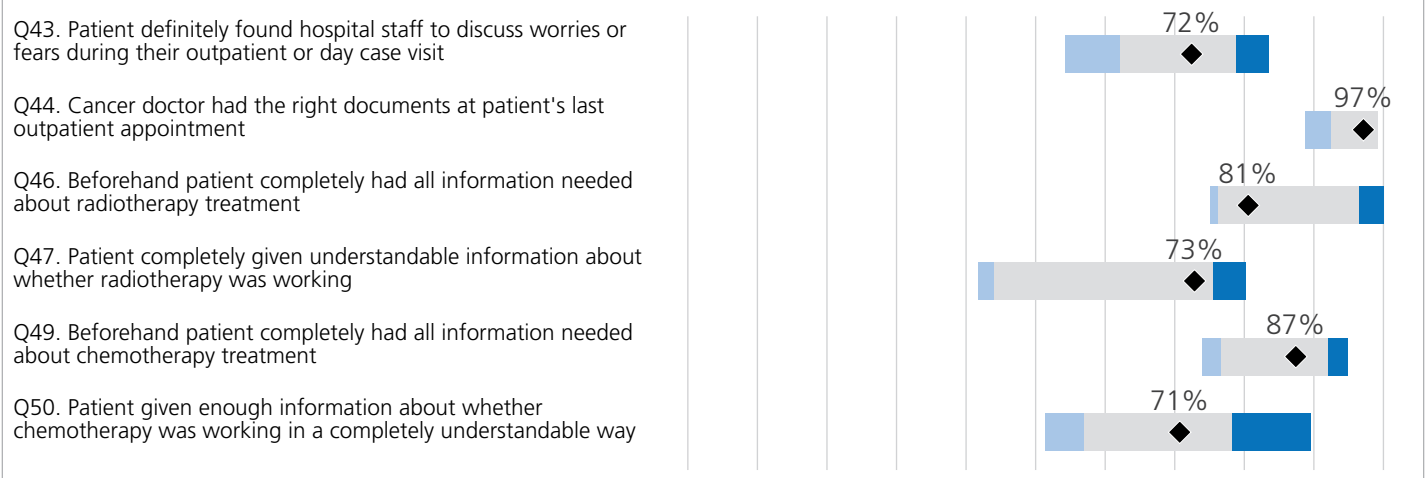 Q43. Patient definitely found hospital staff to discuss worries or
fears during their outpatient or day case visit
72%
Q44. Cancer doctor had the right documents at patient's last
outpatient appointment
97%
Q46. Beforehand patient completely had all information needed
about radiotherapy treatment
81%
Q47. Patient completely given understandable information about
whether radiotherapy was working
73%
Q49. Beforehand patient completely had all information needed
about chemotherapy treatment
87%
Q50. Patient given enough information about whether
chemotherapy was working in a completely understandable way
71%